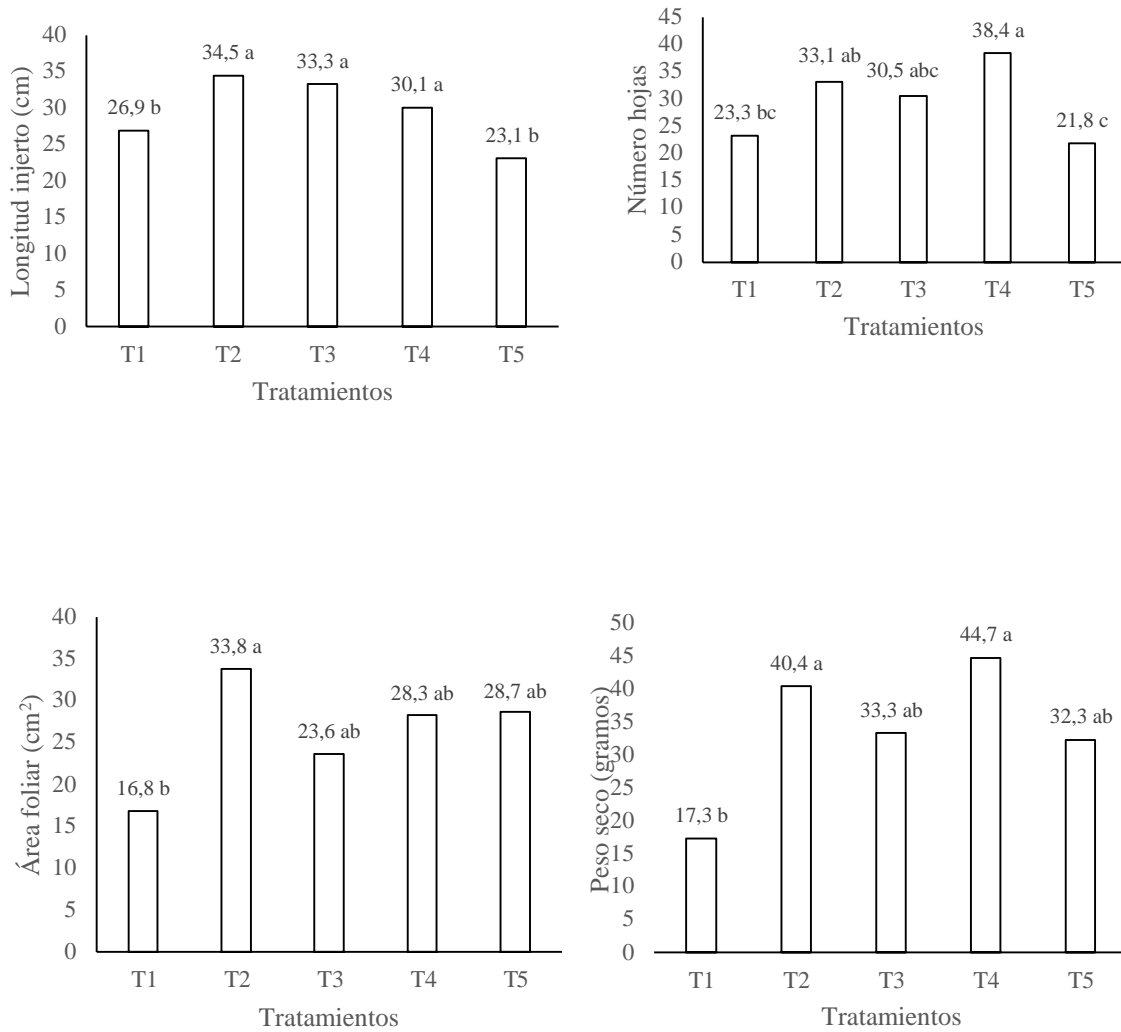 Longitud injerto (cm)
40
35
30
25
20
15
10
5
0
26,9 b
34,5 a
33,3 a
30,1 a
23,1 b
T1 T2 T3 T4 T5
Tratamientos
Número hojas
45
40
35
30
25
20
15
10
5
0
23,3 bc
33,1 ab
30,5 abc
38,4 a
21,8 c
T1 T2 T3 T4 T5
Tratamientos
Área foliar (cm²)
40
35
30
25
20
15
10
5
0
16,8 b
33,8 a
23,6 ab
28,3 ab
28,7 ab
T1 T2 T3 T4 T5
Tratamientos
Peso seco (gramos)
50
45
40
35
30
25
20
15
10
5
0
17,3 b
40,4 a
33,3 ab
44,7 a
32,3 ab
T1 T2 T3 T4 T5
Tratamientos